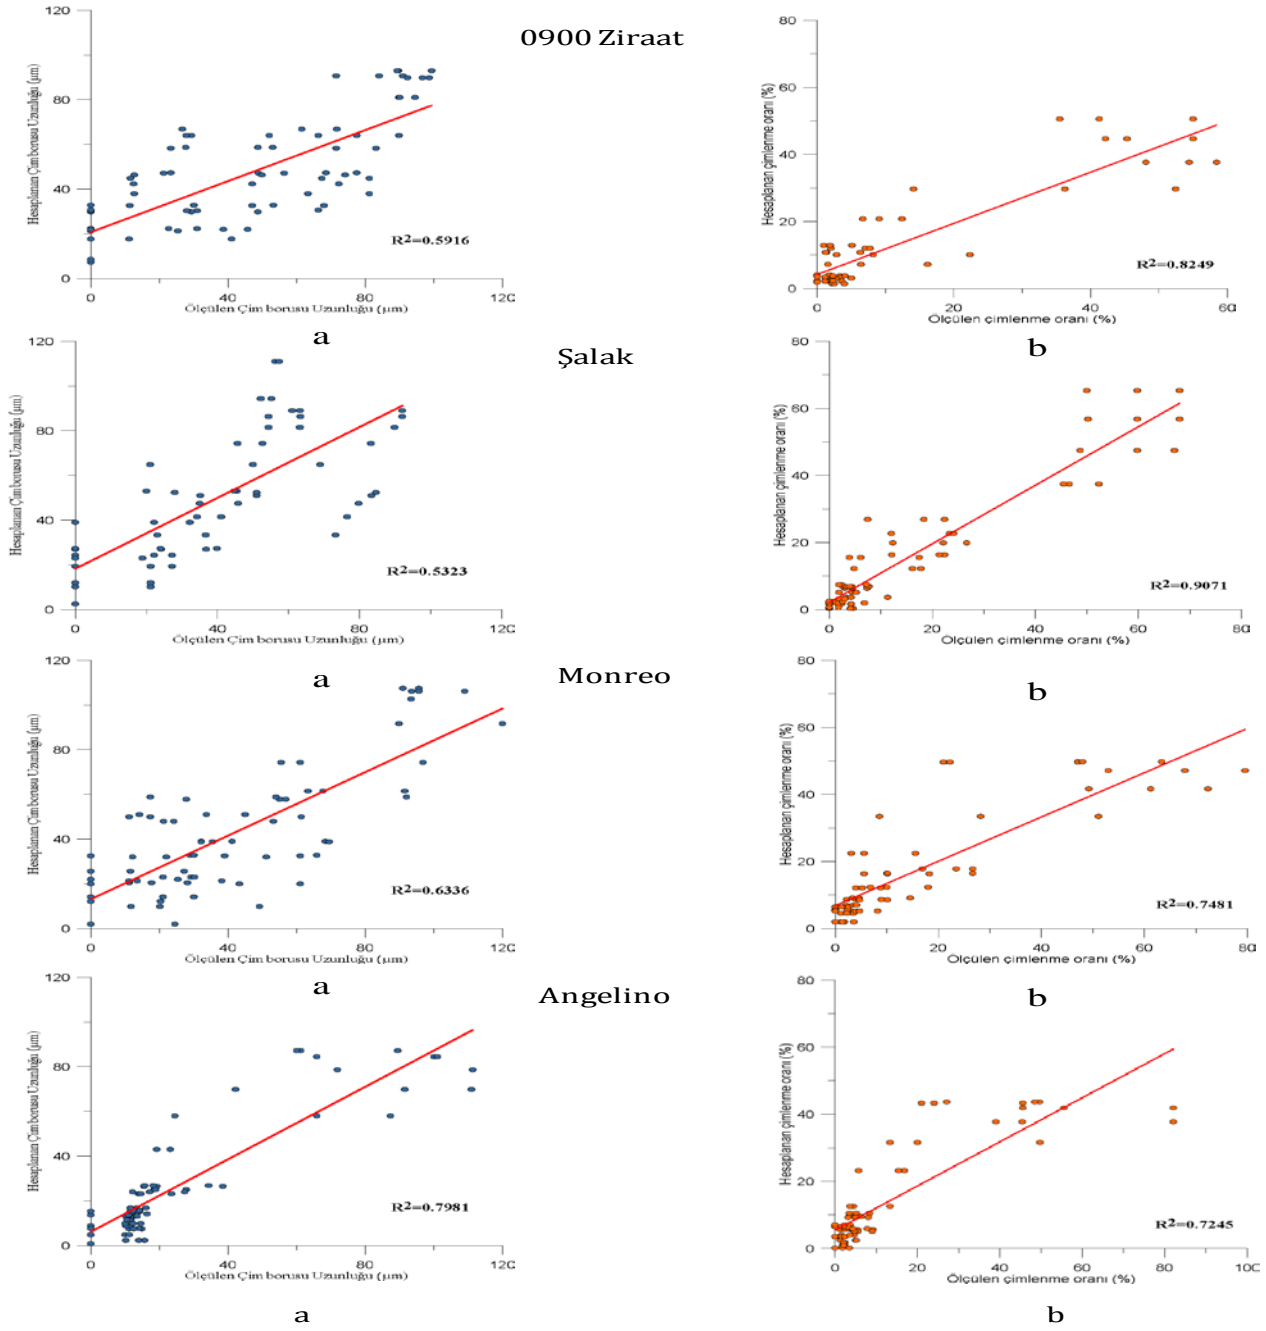 0900 Ziraat
120
80
40
0
Hesaplanan Çim borusu Uzunluğu (µm)
R2=0.5916
0 40 80 120
Ölçülen Çim borusu Uzunluğu (µm)
a
80
60
40
20
0
Hesaplanan çimlenme oranı (%)
R2=0.8249
0 20 40 60
Ölçülen çimlenme oranı (%)
b
Şalak
120
80
40
0
Hesaplanan Çim borusu Uzunluğu (µm)
R2=0.5323
0 40 80 120
Ölçülen Çim borusu Uzunluğu (µm)
a
80
60
40
20
0
Hesaplanan çimlenme oranı (%)
R2=0.9071
0 20 40 60 80
Ölçülen çimlenme oranı (%)
b
Monreo
120
80
40
0
Hesaplanan Çim borusu Uzunluğu (µm)
R2=0.6336
0 40 80 120
Ölçülen Çim borusu Uzunluğu (µm)
a
80
60
40
20
0
Hesaplanan çimlenme oranı (%)
R2=0.7481
0 20 40 60 80
Ölçülen çimlenme oranı (%)
b
Angelino
120
80
40
0
Hesaplanan Çim borusu Uzunluğu (µm)
R2=0.7981
0 40 80 120
Ölçülen Çim borusu Uzunluğu (µm)
a
80
60
40
20
0
Hesaplanan çimlenme oranı (%)
R2=0.7245
0 20 40 60 80 100
Ölçülen çimlenme oranı (%)
b